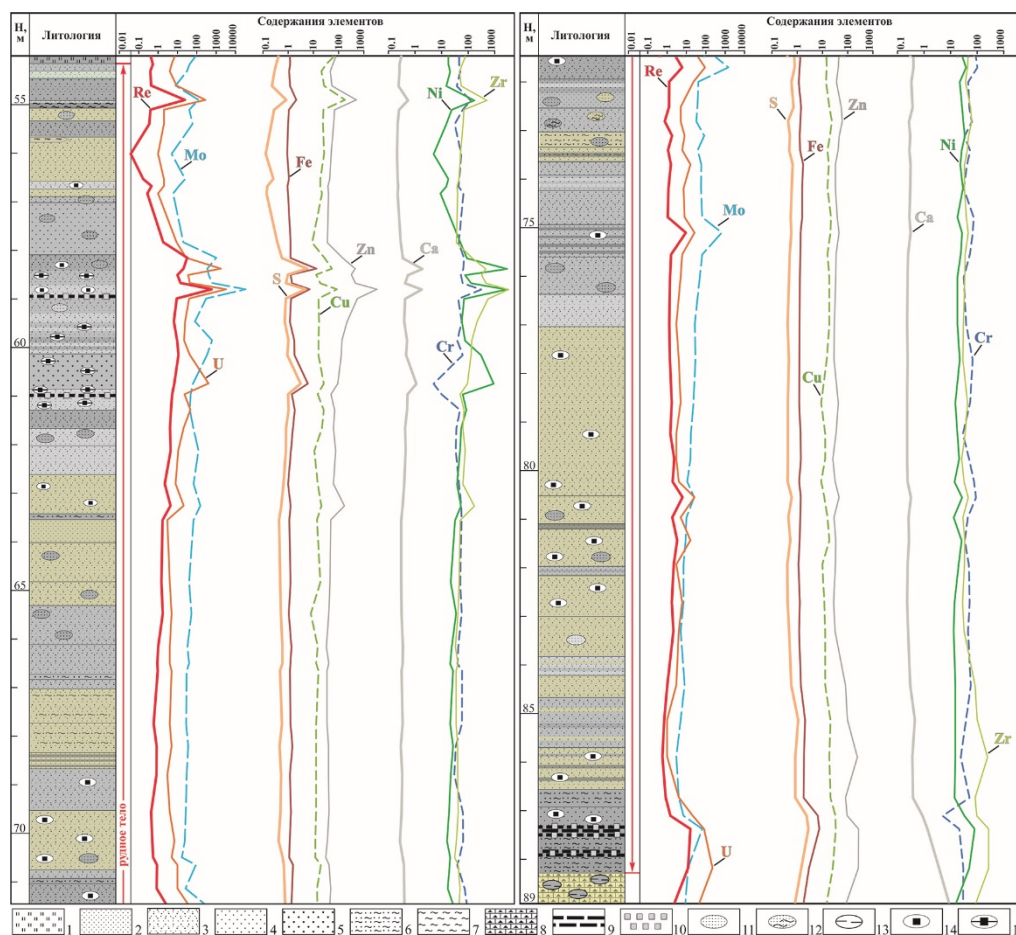 Н, м
Литология
Содержания элементов
0.01
0.1
1
10
100
1000
10000
0.1
1
10
100
1000
0.1
1
10
100
1000
Re
Mo
U
S
Fe
Cu
Zn
Ca
Ni
Cr
Zr
55
60
65
70
рудное тело
Н, м
Литология
Содержания элементов
0.01
0.1
1
10
100
1000
10000
0.1
1
10
100
1000
0.1
1
10
100
1000
Re
Mo
U
S
Fe
Cu
Zn
Ca
Ni
Cr
Zr
75
80
85
89
1 2 3 4 5 6 7 8 9 10 11 12 13 14